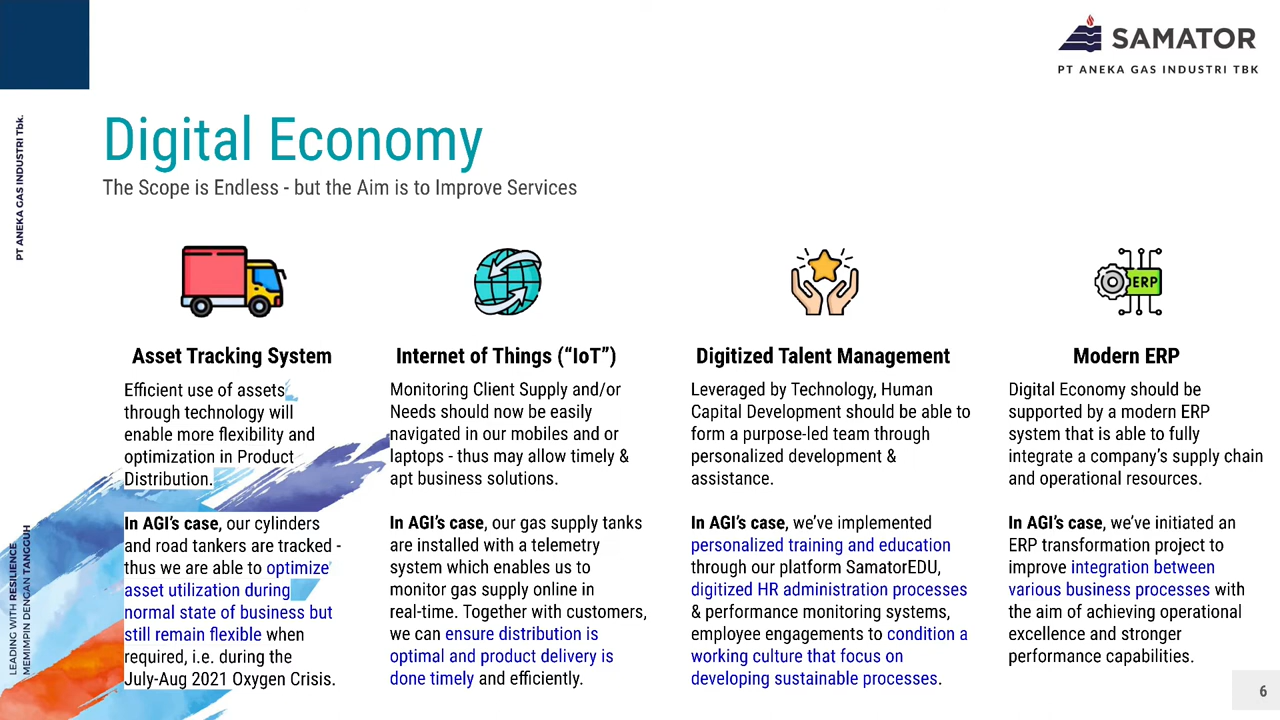 SAMATOR
PT ANEKA GAS INDUSTRI TBK
PT ANEKA GAS INDUSTRI Tbk.
Digital Economy
The Scope is Endless - but the Aim is to Improve Services
Asset Tracking System
Efficient use of assets
through technology will
enable more flexibility and
optimization in Product
Distribution.
In AGI's case, our cylinders
and road tankers are tracked -
thus we are able to optimize
asset utilization during
normal state of business but
still remain flexible when
required, i.e. during the
July-Aug 2021 Oxygen Crisis.
Internet of Things (“IoT”)
Monitoring Client Supply and/or
Needs should now be easily
navigated in our mobiles and or
laptops - thus may allow timely &
apt business solutions.
In AGI's case, our gas supply tanks
are installed with a telemetry
system which enables us to
monitor gas supply online in
real-time. Together with customers,
we can ensure distribution is
optimal and product delivery is
done timely and efficiently.
Digitized Talent Management
Leveraged by Technology, Human
Capital Development should be able to
form a purpose-led team through
personalized development &
assistance.
In AGI's case, we've implemented
personalized training and education
through our platform SamatorEDU,
digitized HR administration processes
& performance monitoring systems,
employee engagements to condition a
working culture that focus on
developing sustainable processes.
ERP
Modern ERP
Digital Economy should be
supported by a modern ERP
system that is able to fully
integrate a company's supply chain
and operational resources.
In AGI's case, we've initiated an
ERP transformation project to
improve integration between
various business processes with
the aim of achieving operational
excellence and stronger
performance capabilities.
LEADING WITH RESILIENCE
MEMIMPIN DENGAN TANGGUH
6